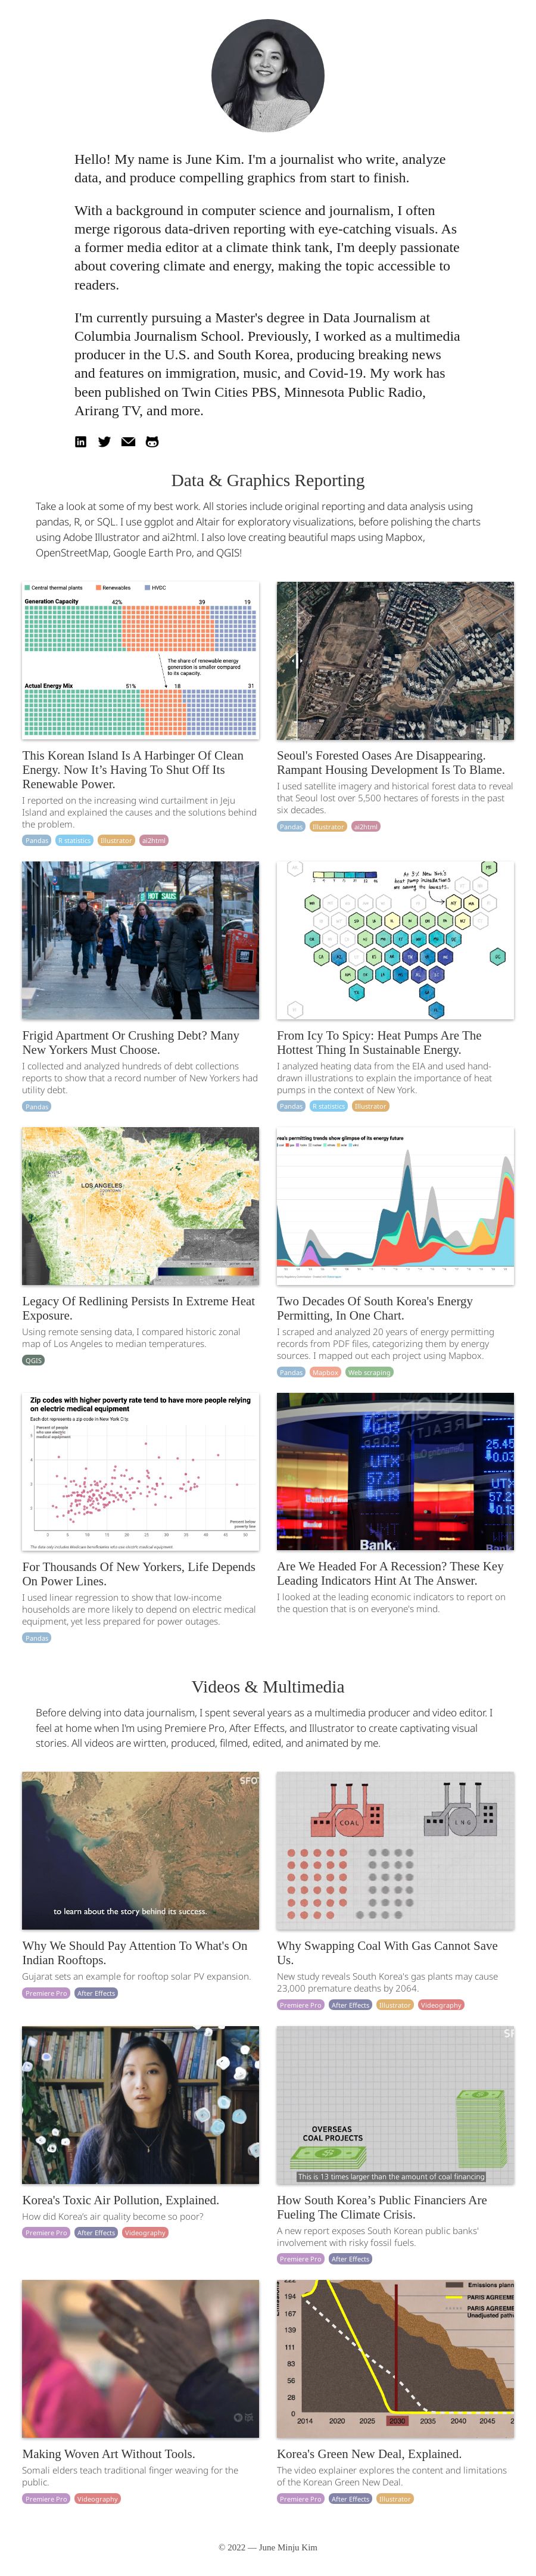 Hello! My name is June Kim. I'm a journalist who write, analyze
data, and produce compelling graphics from start to finish.
With a background in computer science and journalism, I often
merge rigorous data-driven reporting with eye-catching visuals. As
a former media editor at a climate think tank, I'm deeply passionate
about covering climate and energy, making the topic accessible to
readers.
I'm currently pursuing a Master's degree in Data Journalism at
Columbia Journalism School. Previously, I worked as a multimedia
producer in the U.S. and South Korea, producing breaking news
and features on immigration, music, and Covid-19. My work has
been published on Twin Cities PBS, Minnesota Public Radio,
Arirang TV, and more.
Data & Graphics Reporting
Take a look at some of my best work. All stories include original reporting and data analysis using
pandas, R, or SQL. I use ggplot and Altair for exploratory visualizations, before polishing the charts
using Adobe Illustrator and ai2html. I also love creating beautiful maps using Mapbox,
OpenStreetMap, Google Earth Pro, and QGIS!
Central thermal plants Renewables HVDC
Generation Capacity 42% 39 19
The share of renewable energy
generation is smaller compared
to its capacity.
Actual Energy Mix 51% 18 31
This Korean Island Is A Harbinger Of Clean
Energy. Now It's Having To Shut Off Its
Renewable Power.
I reported on the increasing wind curtailment in Jeju
Island and explained the causes and the solutions behind
the problem.
Pandas R statistics Illustrator ai2html
Seoul's Forested Oases Are Disappearing.
Rampant Housing Development Is To Blame.
I used satellite imagery and historical forest data to reveal
that Seoul lost over 5,500 hectares of forests in the past
six decades.
Pandas Illustrator ai2html
HOT SAUS
Frigid Apartment Or Crushing Debt? Many
New Yorkers Must Choose.
I collected and analyzed hundreds of debt collections
reports to show that a record number of New Yorkers had
utility debt.
Pandas
At 3% New York's
heat pump installations
are among the lowest.
From Icy To Spicy: Heat Pumps Are The
Hottest Thing In Sustainable Energy.
I analyzed heating data from the EIA and used hand-
drawn illustrations to explain the importance of heat
pumps in the context of New York.
Pandas R statistics Illustrator
LOS ANGELES
Legacy Of Redlining Persists In Extreme Heat
Exposure.
Using remote sensing data, I compared historic zonal
map of Los Angeles to median temperatures.
QGIS
rea's permitting trends show glimpse of its energy future
Two Decades Of South Korea's Energy
Permitting, In One Chart.
I scraped and analyzed 20 years of energy permitting
records from PDF files, categorizing them by energy
sources. I mapped out each project using Mapbox.
Pandas Mapbox Web scraping
Zip codes with higher poverty rate tend to have more people relying
on electric medical equipment
Each dot represents a zip code in New York City.
Percent of people
who use electric
medical equipment
Percent below
poverty line
0 5 10 15 20 25 30 35 40 45 50
For Thousands Of New Yorkers, Life Depends
On Power Lines.
I used linear regression to show that low-income
households are more likely to depend on electric medical
equipment, yet less prepared for power outages.
Pandas
UTX
57.21
Bank.
Are We Headed For A Recession? These Key
Leading Indicators Hint At The Answer.
I looked at the leading economic indicators to report on
the question that is on everyone's mind.
Videos & Multimedia
Before delving into data journalism, I spent several years as a multimedia producer and video editor. I
feel at home when I'm using Premiere Pro, After Effects, and Illustrator to create captivating visual
stories. All videos are wirtten, produced, filmed, edited, and animated by me.
SFO
to learn about the story behind its success.
Why We Should Pay Attention To What's On
Indian Rooftops.
Gujarat sets an example for rooftop solar PV expansion.
Premiere Pro After Effects
COAL LNG
Why Swapping Coal With Gas Cannot Save
Us.
New study reveals South Korea's gas plants may cause
23,000 premature deaths by 2064.
Premiere Pro After Effects Illustrator Videography
Korea's Toxic Air Pollution, Explained.
How did Korea's air quality become so poor?
Premiere Pro After Effects Videography
SF
OVERSEAS
COAL PROJECTS
This is 13 times larger than the amount of coal financing
How South Korea's Public Financiers Are
Fueling The Climate Crisis.
A new report exposes South Korean public banks'
involvement with risky fossil fuels.
Premiere Pro After Effects
Making Woven Art Without Tools.
Somali elders teach traditional finger weaving for the
public.
Premiere Pro Videography
Emissions plann
PARIS AGREEME
PARIS AGREEME
Unadjusted path
194
167
139
111
83
56
28
0
2014 2020 2025 2030 2035 2040 2045 2
Korea's Green New Deal, Explained.
The video explainer explores the content and limitations
of the Korean Green New Deal.
Premiere Pro After Effects Illustrator
© 2022 — June Minju Kim